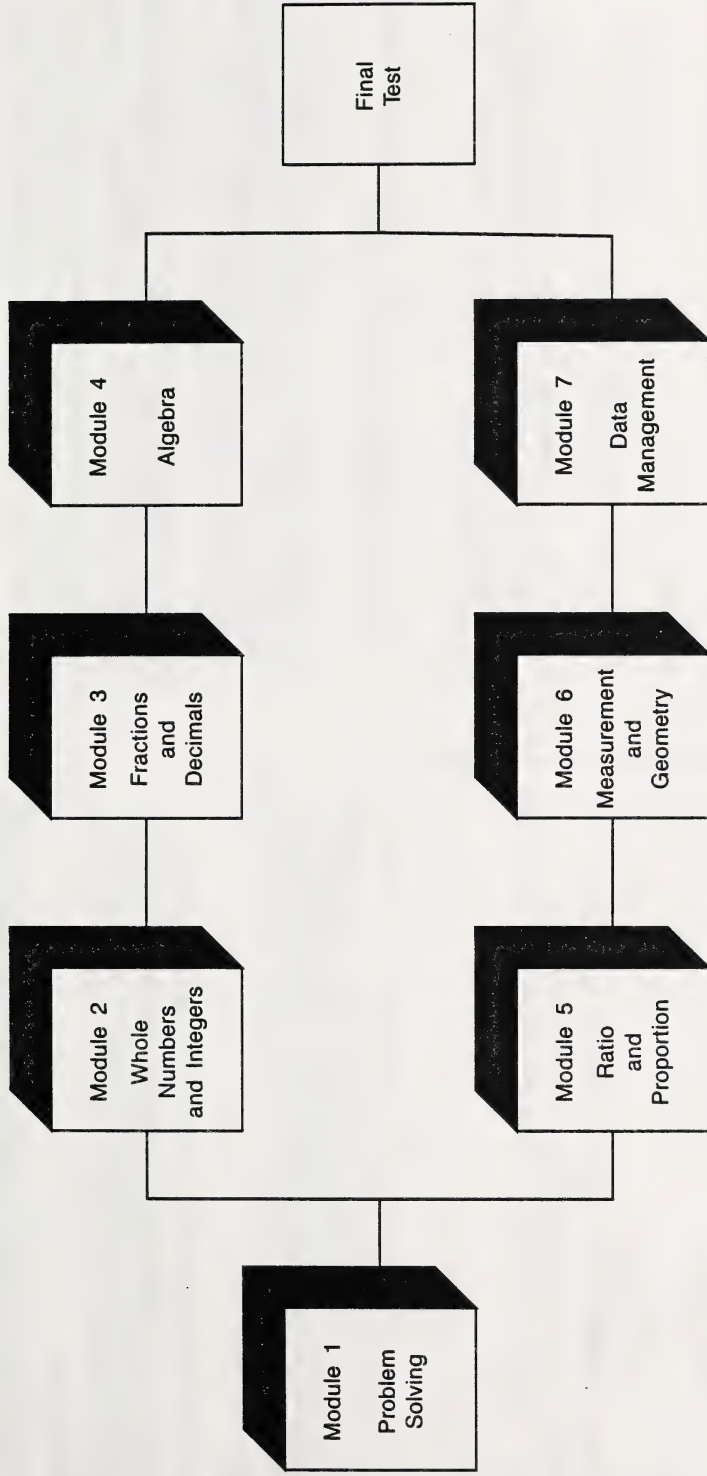 Module 1
Problem
Solving
Module 2
Whole
Numbers
and Integers
Module 3
Fractions
and
Decimals
Module 4
Algebra
Module 5
Ratio
and
Proportion
Module 6
Measurement
and
Geometry
Module 7
Data
Management
Final
Test